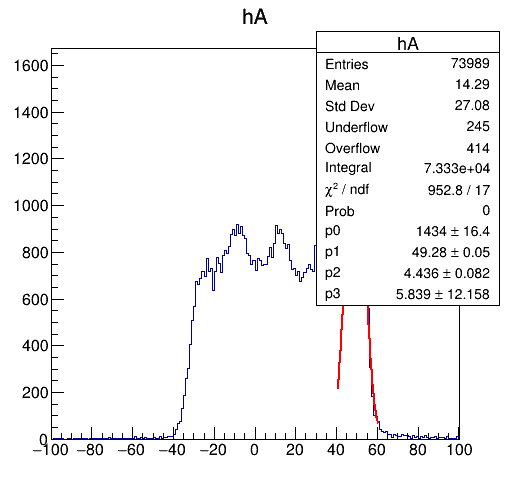 hA
hA
Entries 73989
Mean 14.29
Std Dev 27.08
Underflow 245
Overflow 414
Integral 7.333e+04
χ² / ndf 952.8 / 17
Prob 0
p0 1434 ± 16.4
p1 49.28 ± 0.05
p2 4.436 ± 0.082
p3 5.839 ± 12.158
1600
1400
1200
1000
800
600
400
200
0
−100 −80 −60 −40 −20 0 20 40 60 80 100